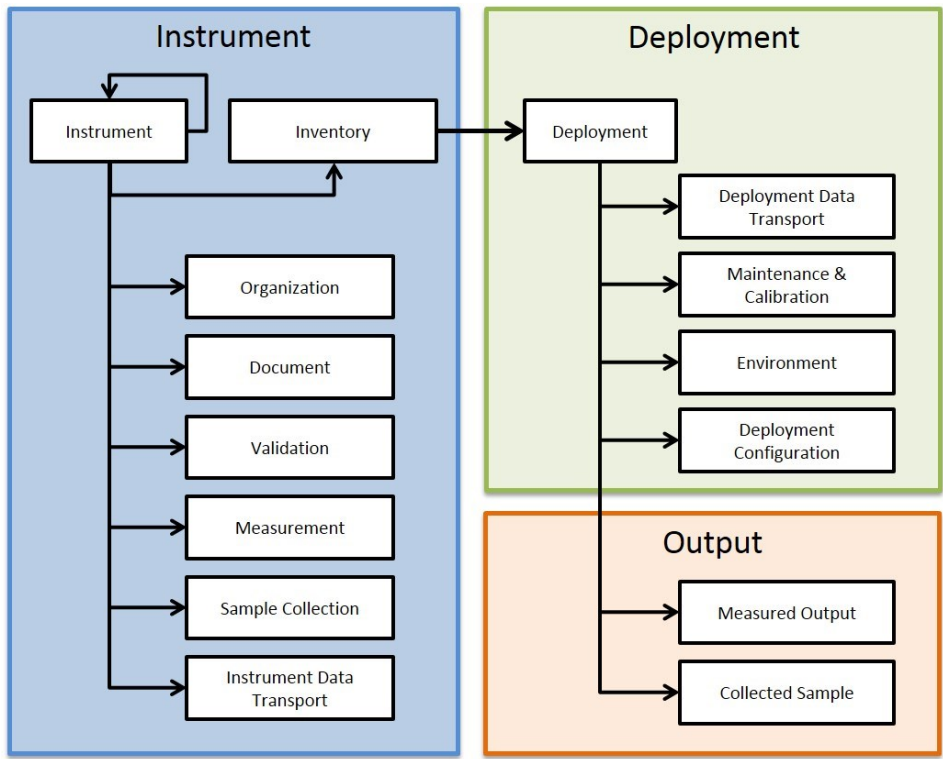 Instrument
Instrument
Inventory
Organization
Document
Validation
Measurement
Sample Collection
Instrument Data
Transport
Deployment
Deployment
Deployment Data
Transport
Maintenance &
Calibration
Environment
Deployment
Configuration
Output
Measured Output
Collected Sample